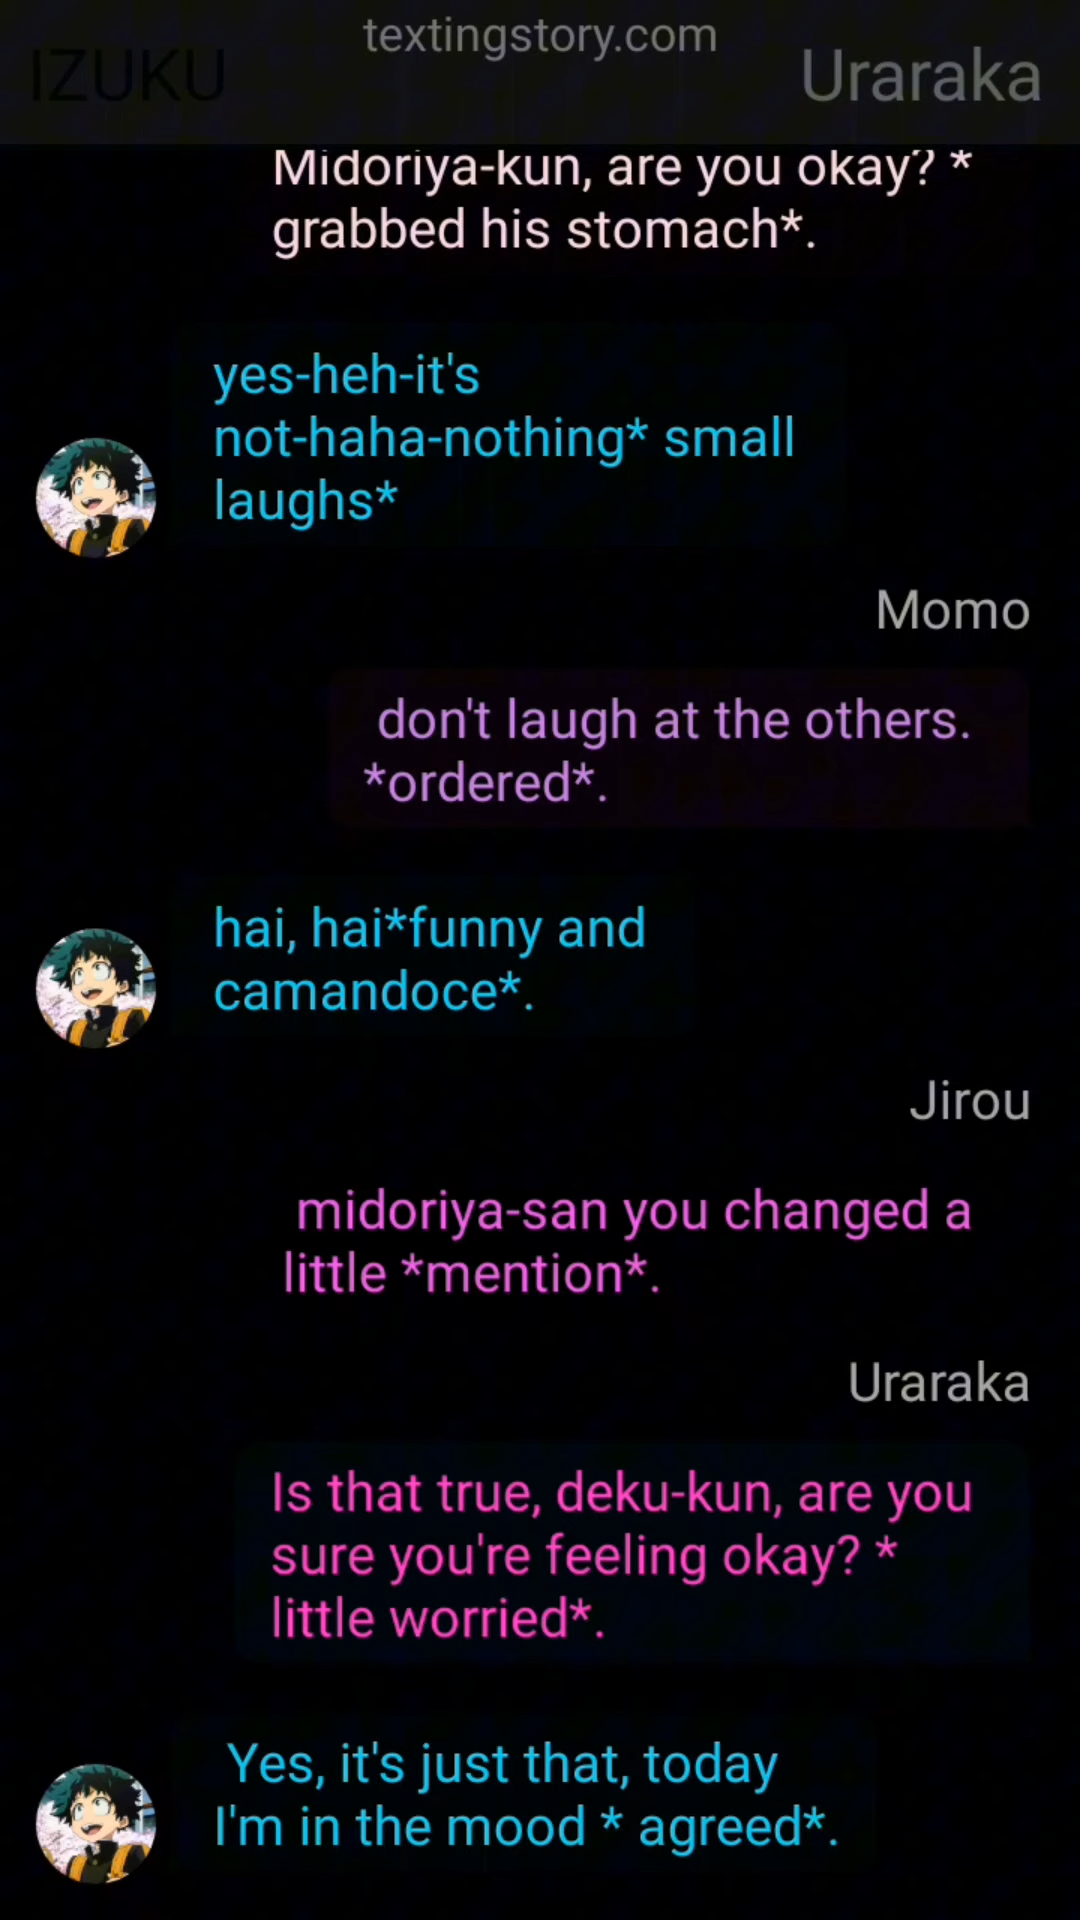 textingstory.com
IZUKU
Uraraka
Midoriya-kun, are you okay? *
grabbed his stomach*.
yes-heh-it's
not-haha-nothing* small
laughs*
Momo
don't laugh at the others.
*ordered*.
hai, hai*funny and
camandoce*.
Jirou
midoriya-san you changed a
little *mention*.
Uraraka
Is that true, deku-kun, are you
sure you're feeling okay? *
little worried*.
Yes, it's just that, today
I'm in the mood * agreed*.